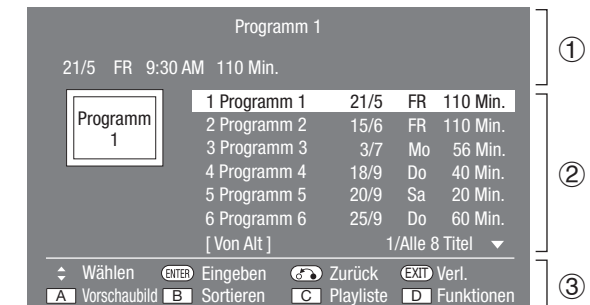 Programm 1
21/5 FR 9:30 AM 110 Min.
①
Programm
1
1 Programm 1 21/5 FR 110 Min.
2 Programm 2 15/6 FR 110 Min.
3 Programm 3 3/7 Mo 56 Min.
4 Programm 4 18/9 Do 40 Min.
5 Programm 5 20/9 Sa 20 Min.
6 Programm 6 25/9 Do 60 Min.
[ Von Alt ] 1/Alle 8 Titel
②
Wählen ENTER Eingeben Zurück EXIT Verl.
A Vorschaubild B Sortieren C Playliste D Funktionen
③